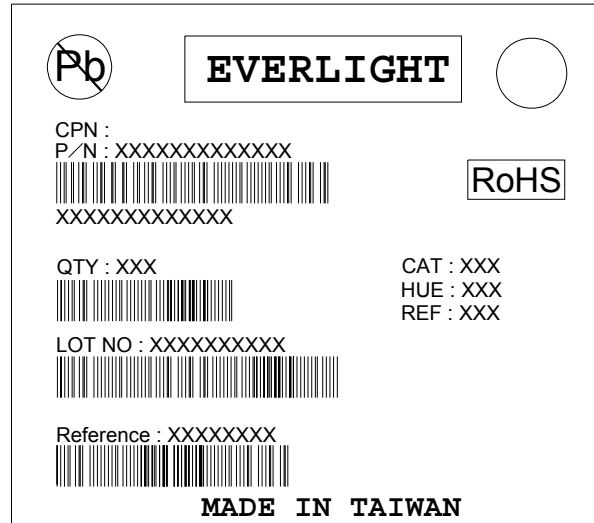 Pb
EVERLIGHT
CPN :
P/N : XXXXXXXXXXXXX
RoHS
XXXXXXXXXXXXX
QTY : XXX
CAT : XXX
HUE : XXX
REF : XXX
LOT NO : XXXXXXXXXX
Reference : XXXXXXXX
MADE IN TAIWAN